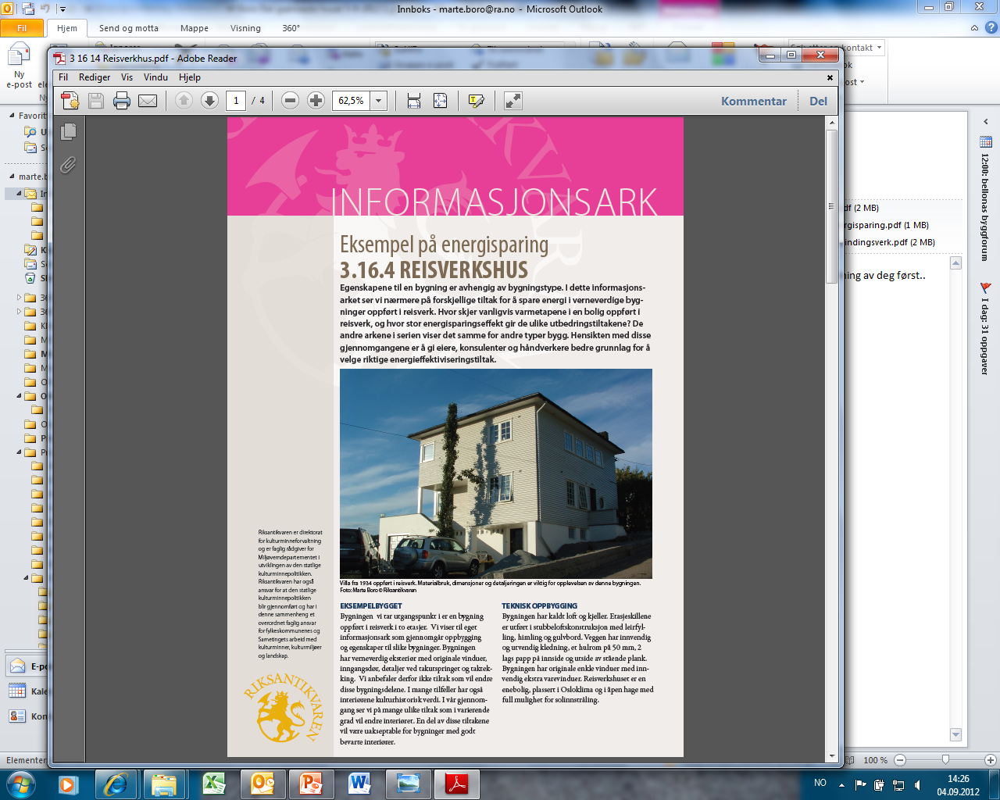 Innboks - marte.boro@ra.no - Microsoft Outlook
Fil
Hjem
Send og motta
Mappe
Visning
360°
Ny
e-post
3 16 14 Reisverkhus.pdf - Adobe Reader
Fil
Rediger
Vis
Vindu
Hjelp
1 / 4
62,5%
Kommentar
Del
Favorit
marte.b
E-po
Kale
Kon
Elementer
INFORMASJONSARK
Eksempel på energisparing
3.16.4 REISVERKSHUS
Egenskapene til en bygning er avhengig av bygningstype. I dette informasjons-
arket ser vi nærmere på forskjellige tiltak for å spare energi i verneverdige byg-
ninger oppført i reisverk. Hvor skjer vanligvis varmetapene i en bolig oppført i
reisverk, og hvor stor energisparingseffekt gir de ulike utbedringstiltakene? De
andre arkene i serien viser det samme for andre typer bygg. Hensikten med disse
gjennomgangene er å gi eiere, konsulenter og håndverkere bedre grunnlag for å
velge riktige energieffektiviseringstiltak.
Villa fra 1934 oppført i reisverk. Materialbruk, dimensjoner og detaljeringen er viktig for opplevelsen av denne bygningen.
Foto: Marte Boro © Riksantikvaren
Riksantikvaren er direktorat
for kulturminneforvaltning
og er faglig rådgiver for
Miljøverndepartementet i
utviklingen av den statlige
kulturminnepolitikken.
Riksantikvaren har også
ansvar for at den statlige
kulturminnepolitikken
blir gjennomført og har i
denne sammenheng et
overordnet faglig ansvar
for fylkeskommunenes og
Sametingets arbeid med
kulturminner, kulturmiljøer
og landskap.
RIKSANTIKVAREN
EKSEMPELBYGGET
Bygningen vi tar utgangspunkt i er en bygning
oppført i reisverk i to etasjer. Vi viser til eget
informasjonsark som gjennomgår oppbygging
og egenskaper til slike bygninger. Bygningen
har verneverdig eksteriør med originale vinduer,
inngangsdør, detaljer ved takutspringet og taktek-
king. Vi anbefaler derfor ikke tiltak som vil endre
disse bygningsdelene. I mange tilfeller har også
interiørene kulturhistorisk verdi. I vår gjennom-
gang ser vi på mange ulike tiltak som i varierende
grad vil endre interiøret. En del av disse tiltakene
vil være uakseptable for bygninger med godt
bevarte interiører.
TEKNISK OPPBYGGING
Bygningen har kaldt loft og kjeller. Etasjeskillene
er utført i stubbeloftskonstruksjon med leirfyl-
ling, himling og gulvbord. Veggen har innvendig
og utvendig kledning, et hulrom på 50 mm, 2
lags papp på innside og utside av stående plank.
Bygningen har originale enkle vinduer med inn-
vendig ekstra varevinduer. Reisverkshuset er en
enebolig, plassert i Osloklima og i åpen hage med
full mulighet for solinnstråling.
df (2 MB)
rgisparing.pdf (1 MB)
indingsverk.pdf (2 MB)
ning av deg først..
12:00: bellonas byggforum
I dag: 31 oppgaver
100 %
NO
14:26
04.09.2012